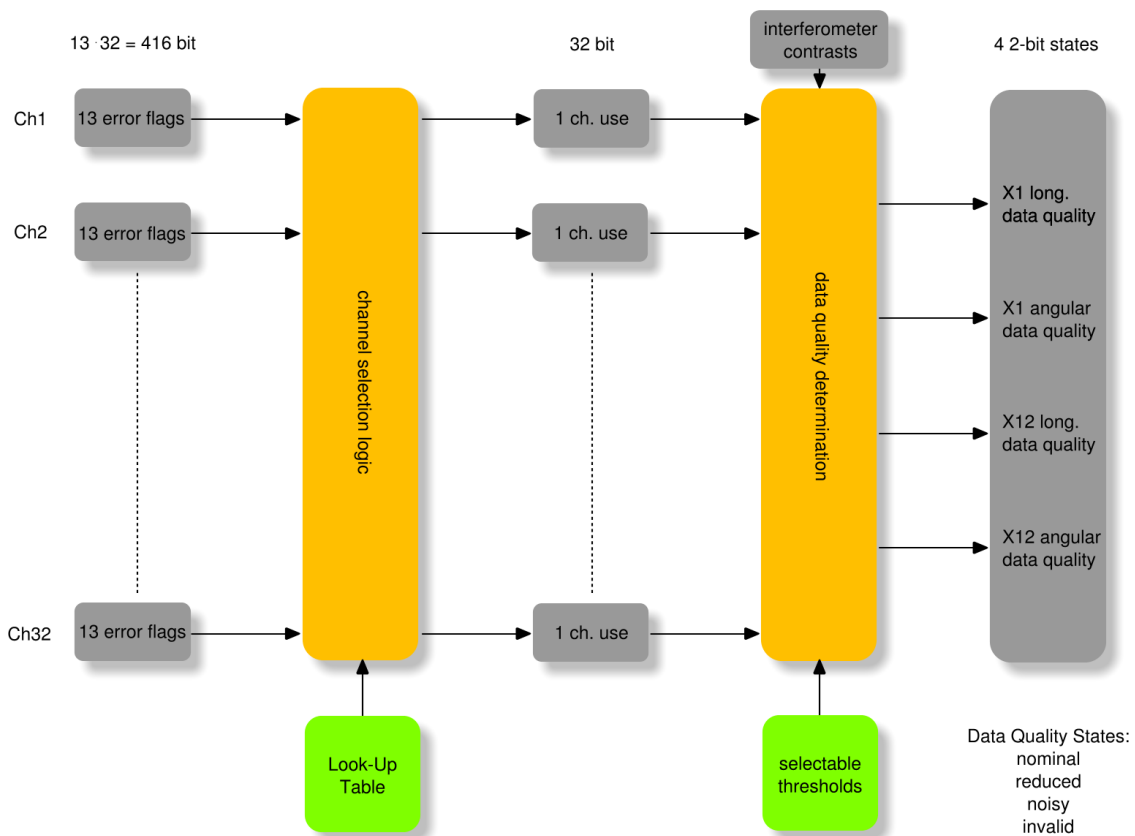 13 · 32 = 416 bit
32 bit
interferometer
contrasts
4 2-bit states
Ch1
13 error flags
1 ch. use
Ch2
13 error flags
1 ch. use
channel selection logic
data quality determination
X1 long.
data quality
X1 angular
data quality
X12 long.
data quality
X12 angular
data quality
Ch32
13 error flags
1 ch. use
Look-Up
Table
selectable
thresholds
Data Quality States:
nominal
reduced
noisy
invalid